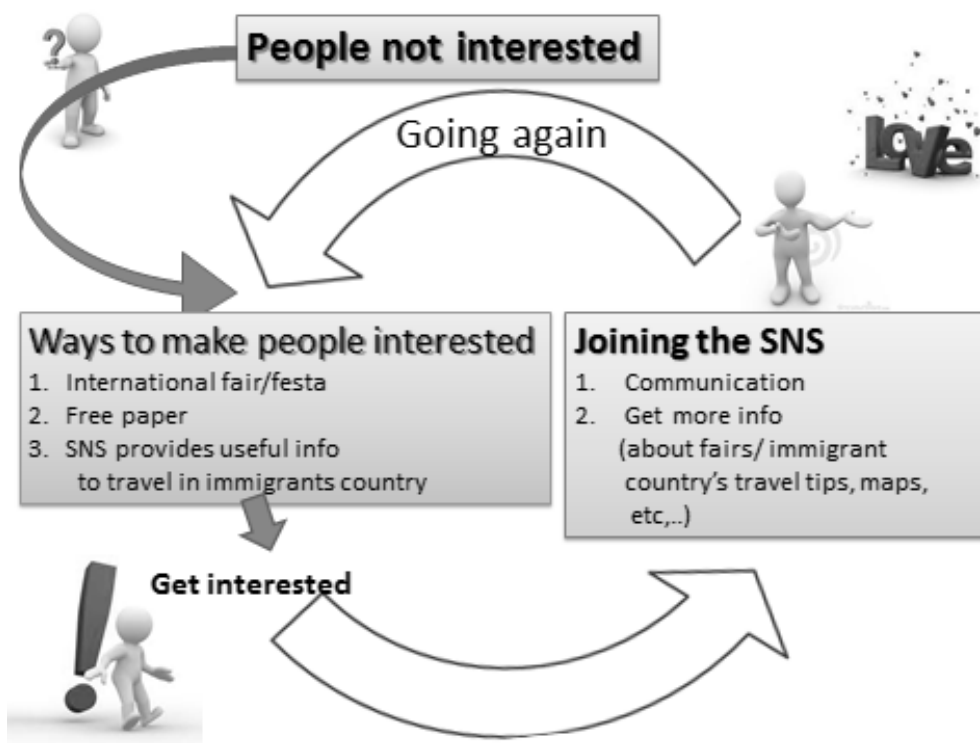 ?
People not interested
Going again
LOVe
Ways to make people interested
1. International fair/festa
2. Free paper
3. SNS provides useful info
to travel in immigrants country
Joining the SNS
1. Communication
2. Get more info
(about fairs/ immigrant
country's travel tips, maps,
etc,..)
Get interested
!